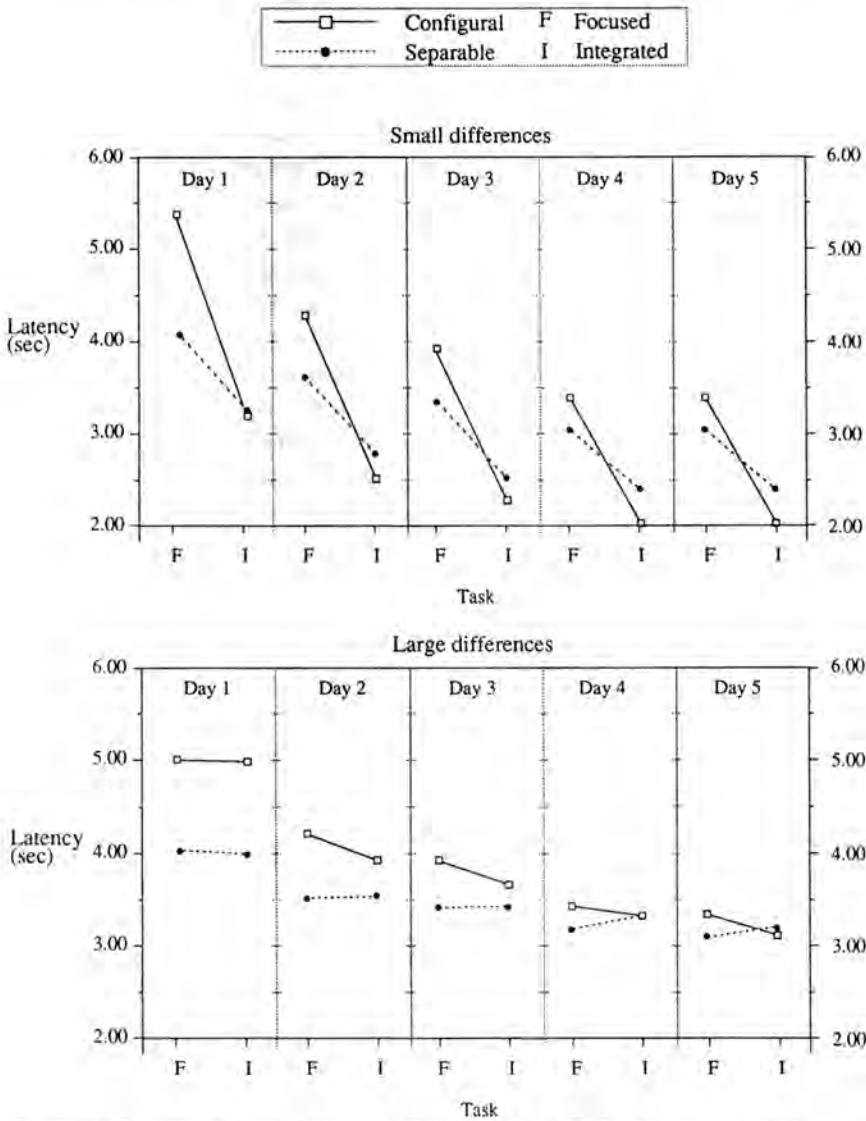 Configural F Focused
Separable I Integrated
Small differences
6.00 Day 1 Day 2 Day 3 Day 4 Day 5 6.00
5.00 5.00
Latency
(sec)
4.00 4.00
3.00 3.00
2.00 2.00
F I F I F I F I F I
Task
Large differences
6.00 Day 1 Day 2 Day 3 Day 4 Day 5 6.00
5.00 5.00
Latency
(sec)
4.00 4.00
3.00 3.00
2.00 2.00
F I F I F I F I F I
Task